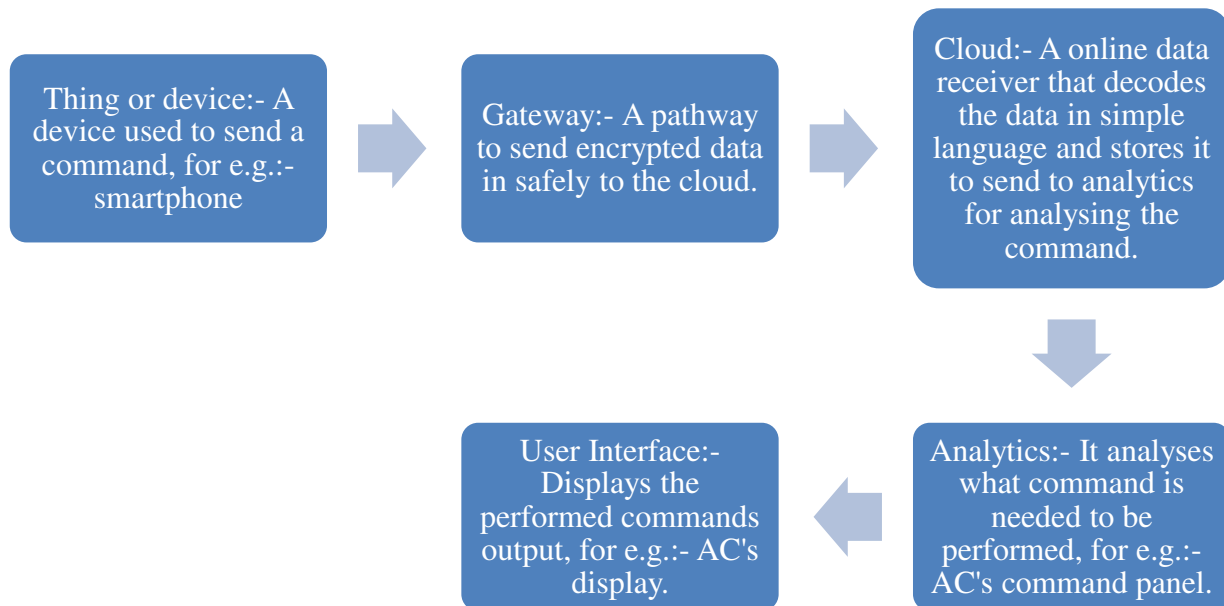 Thing or device:- A
device used to send a
command, for e.g.:-
smartphone
Gateway:- A pathway
to send encrypted data
in safely to the cloud.
Cloud:- A online data
receiver that decodes
the data in simple
language and stores it
to send to analytics
for analysing the
command.
Analytics:- It analyses
what command is
needed to be
performed, for e.g.:-
AC's command panel.
User Interface:-
Displays the
performed commands
output, for e.g.:- AC's
display.